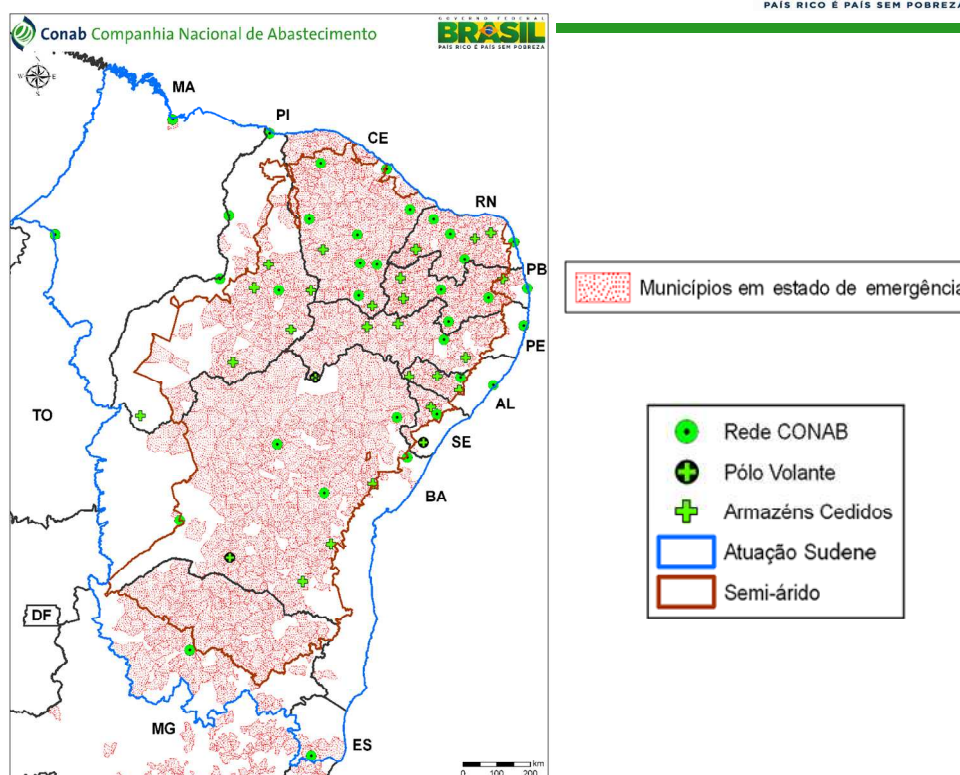 PAÍS RICO É PAÍS SEM POBREZA
Conab Companhia Nacional de Abastecimento
GOVERNO FEDERAL
BRASIL
PAÍS RICO É PAÍS SEM POBREZA
N
W E
S
MA
PI
CE
RN
PB
PE
AL
SE
BA
TO
DF
MG
ES
km
0 100 200
Municípios em estado de emergência
Rede CONAB
Pólo Volante
Armazéns Cedidos
Atuação Sudene
Semi-árido